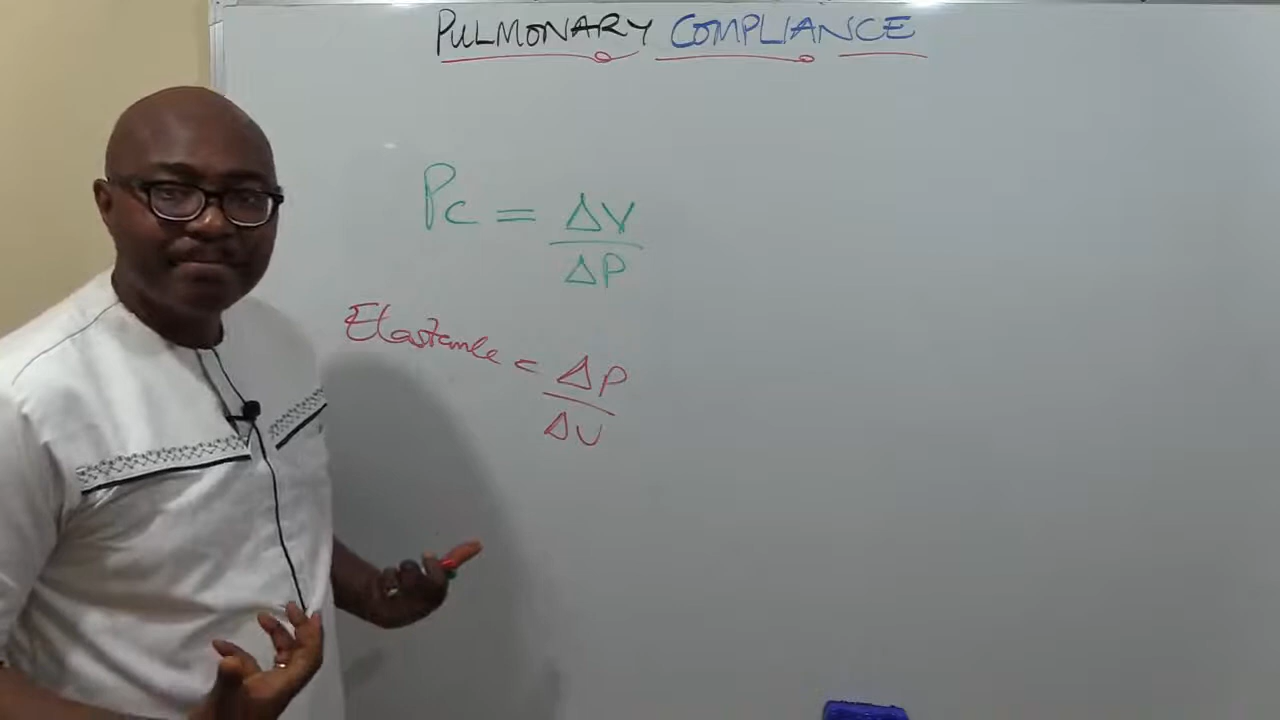 PULMONARY COMPLIANCE
Pc = ΔV
ΔP
Elastance = ΔP
ΔV